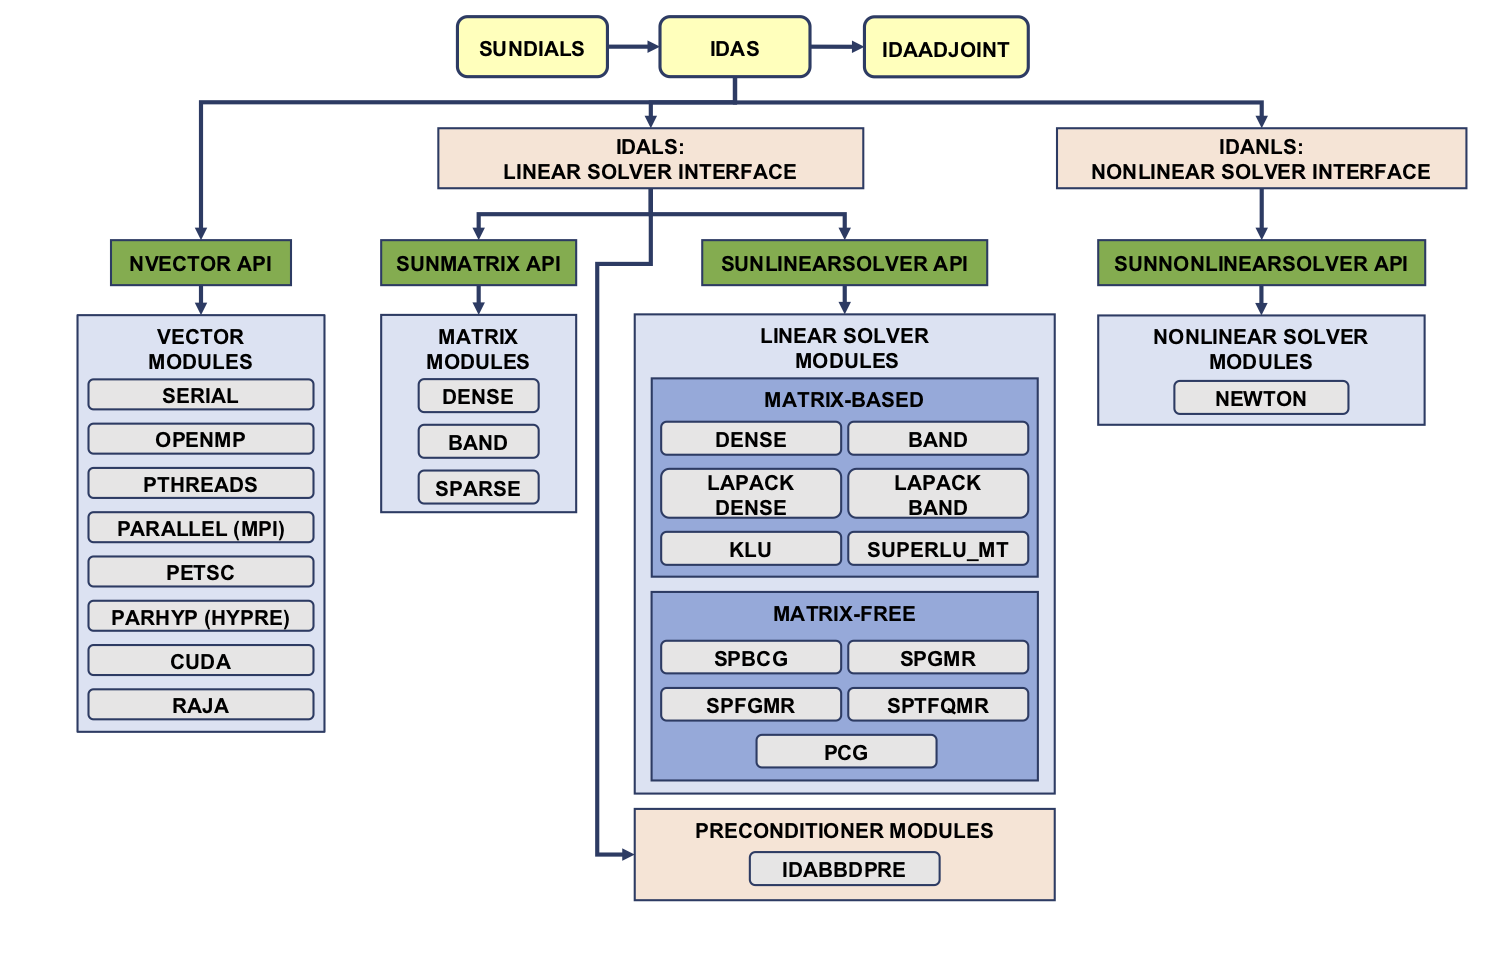 SUNDIALS
IDAS
IDAADJOINT
IDALS:
LINEAR SOLVER INTERFACE
IDANLS:
NONLINEAR SOLVER INTERFACE
NVECTOR API
SUNMATRIX API
SUNLINEARSOLVER API
SUNNONLINEARSOLVER API
VECTOR
MODULES
SERIAL
OPENMP
PTHREADS
PARALLEL (MPI)
PETSC
PARHYP (HYPRE)
CUDA
RAJA
MATRIX
MODULES
DENSE
BAND
SPARSE
LINEAR SOLVER
MODULES
MATRIX-BASED
DENSE
BAND
LAPACK
DENSE
LAPACK
BAND
KLU
SUPERLU_MT
MATRIX-FREE
SPBCG
SPGMR
SPFGMR
SPTFQMR
PCG
PRECONDITIONER MODULES
IDABBDPRE
NONLINEAR SOLVER
MODULES
NEWTON